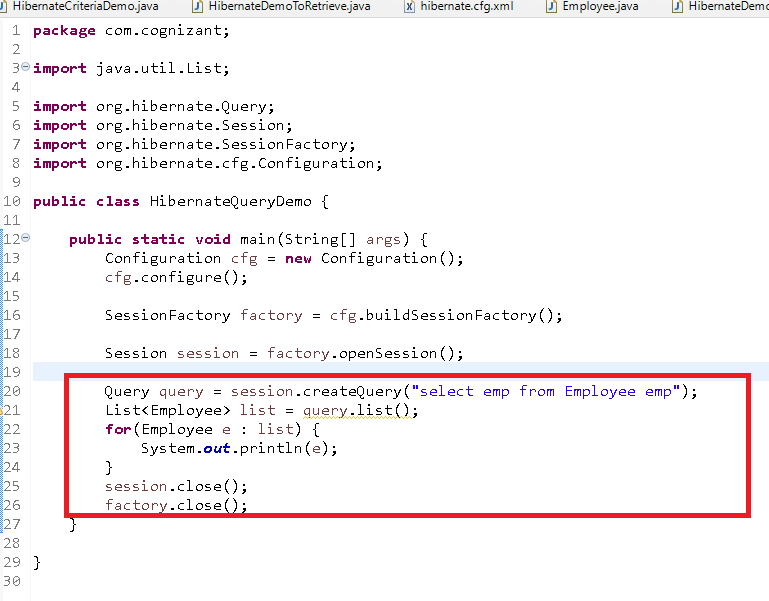 HibernateCriteriaDemo.java HibernateDemoToRetrieve.java hibernate.cfg.xml Employee.java HibernateDemo
1 package com.cognizant;
2
3 import java.util.List;
4
5 import org.hibernate.Query;
6 import org.hibernate.Session;
7 import org.hibernate.SessionFactory;
8 import org.hibernate.cfg.Configuration;
9
10 public class HibernateQueryDemo {
11
12 public static void main(String[] args) {
13 Configuration cfg = new Configuration();
14 cfg.configure();
15
16 SessionFactory factory = cfg.buildSessionFactory();
17
18 Session session = factory.openSession();
19
20 Query query = session.createQuery("select emp from Employee emp");
21 List<Employee> list = query.list();
22 for(Employee e : list) {
23 System.out.println(e);
24 }
25 session.close();
26 factory.close();
27 }
28
29 }
30